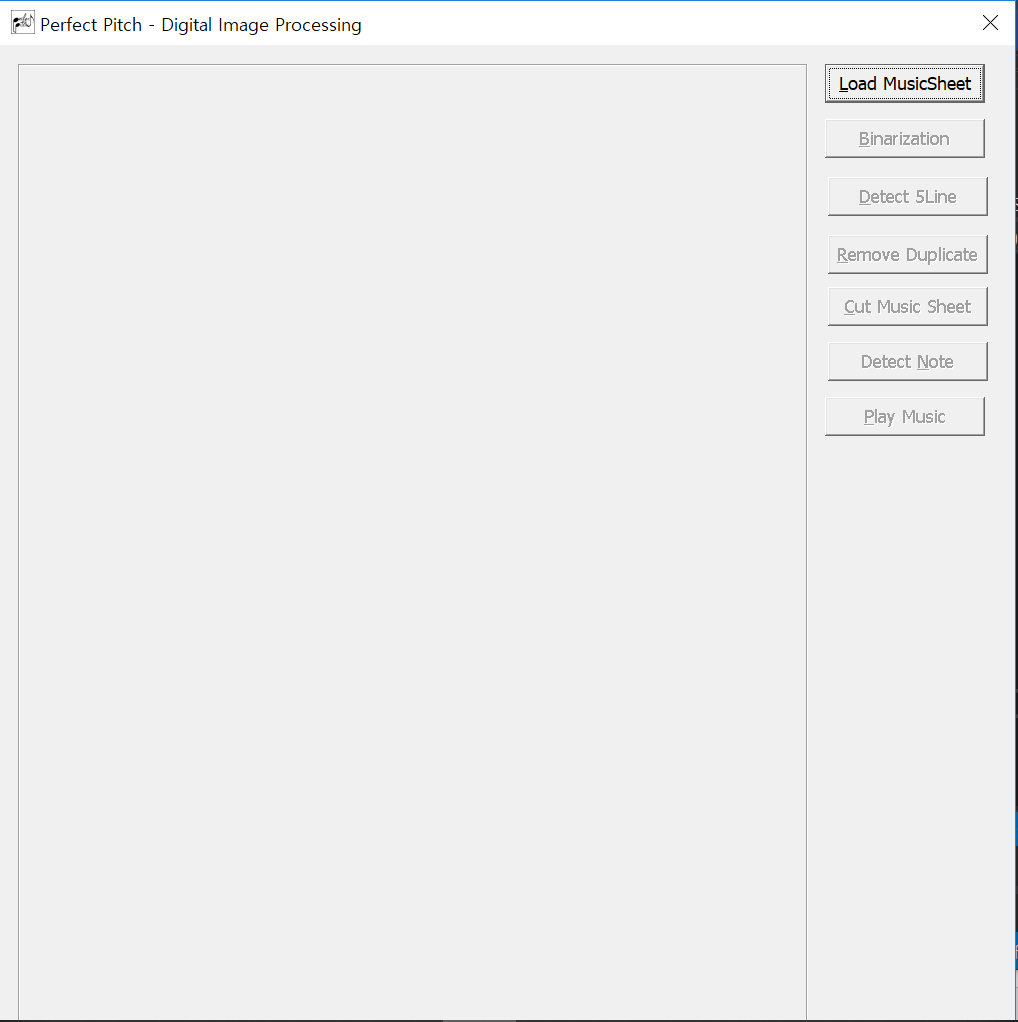 Perfect Pitch - Digital Image Processing
Load MusicSheet
Binarization
Detect 5Line
Remove Duplicate
Cut Music Sheet
Detect Note
Play Music